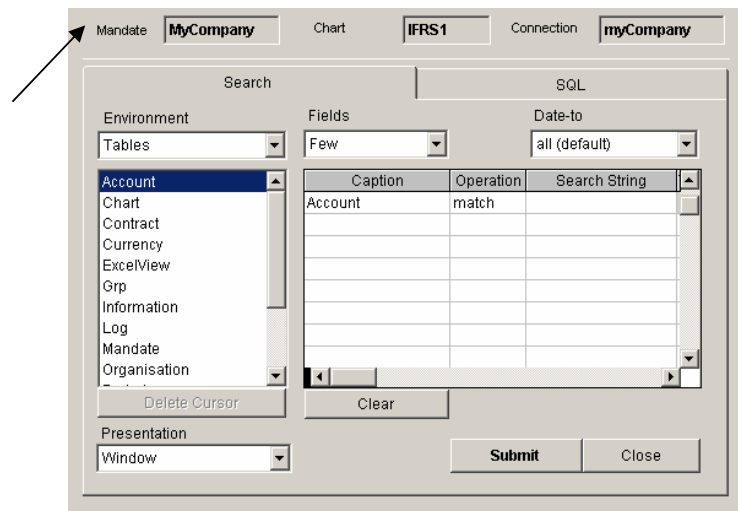 Mandate MyCompany Chart IFRS1 Connection myCompany
Search SQL
Environment Fields Date-to
Tables Few all (default)
Account Caption Operation Search String
Chart Account match
Contract
Currency
ExcelView
Grp
Information
Log
Mandate
Organisation
Delete Cursor Clear
Presentation
Window Submit Close